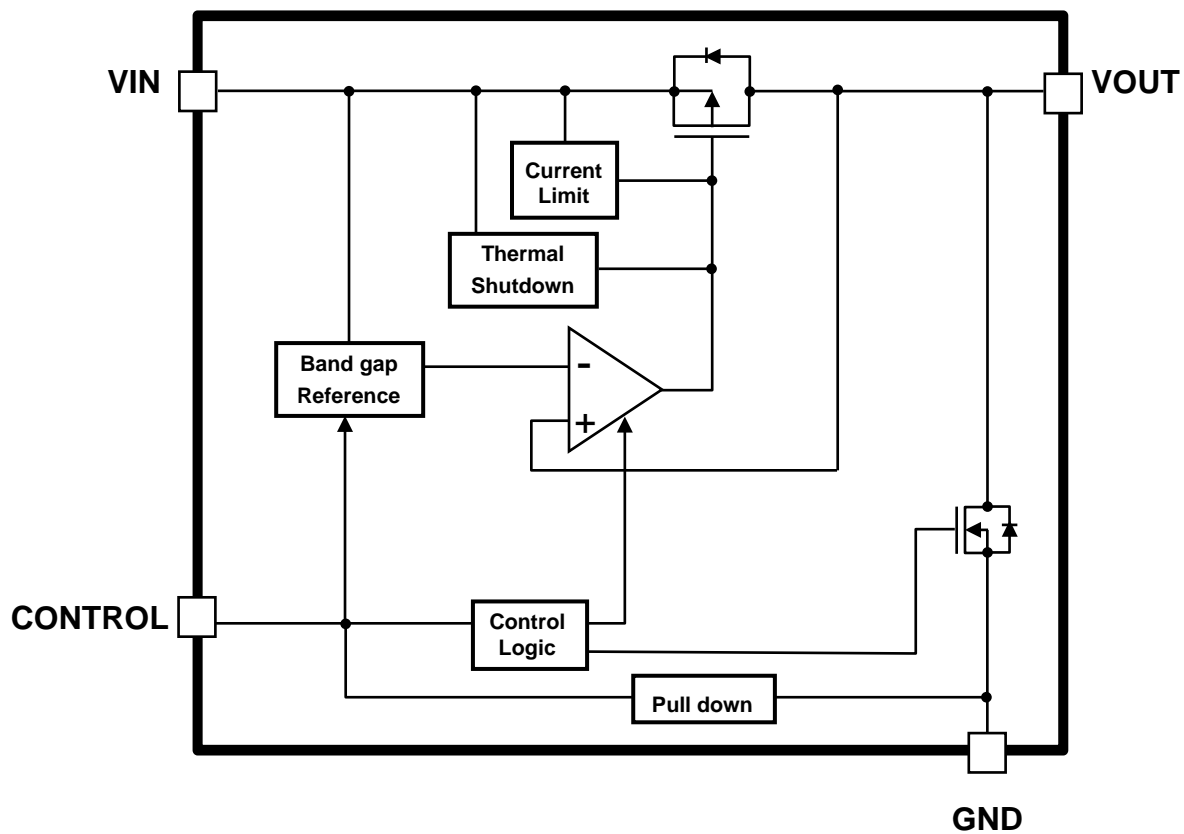 VIN
VOUT
Current
Limit
Thermal
Shutdown
Band gap
Reference
-
+
CONTROL
Control
Logic
Pull down
GND